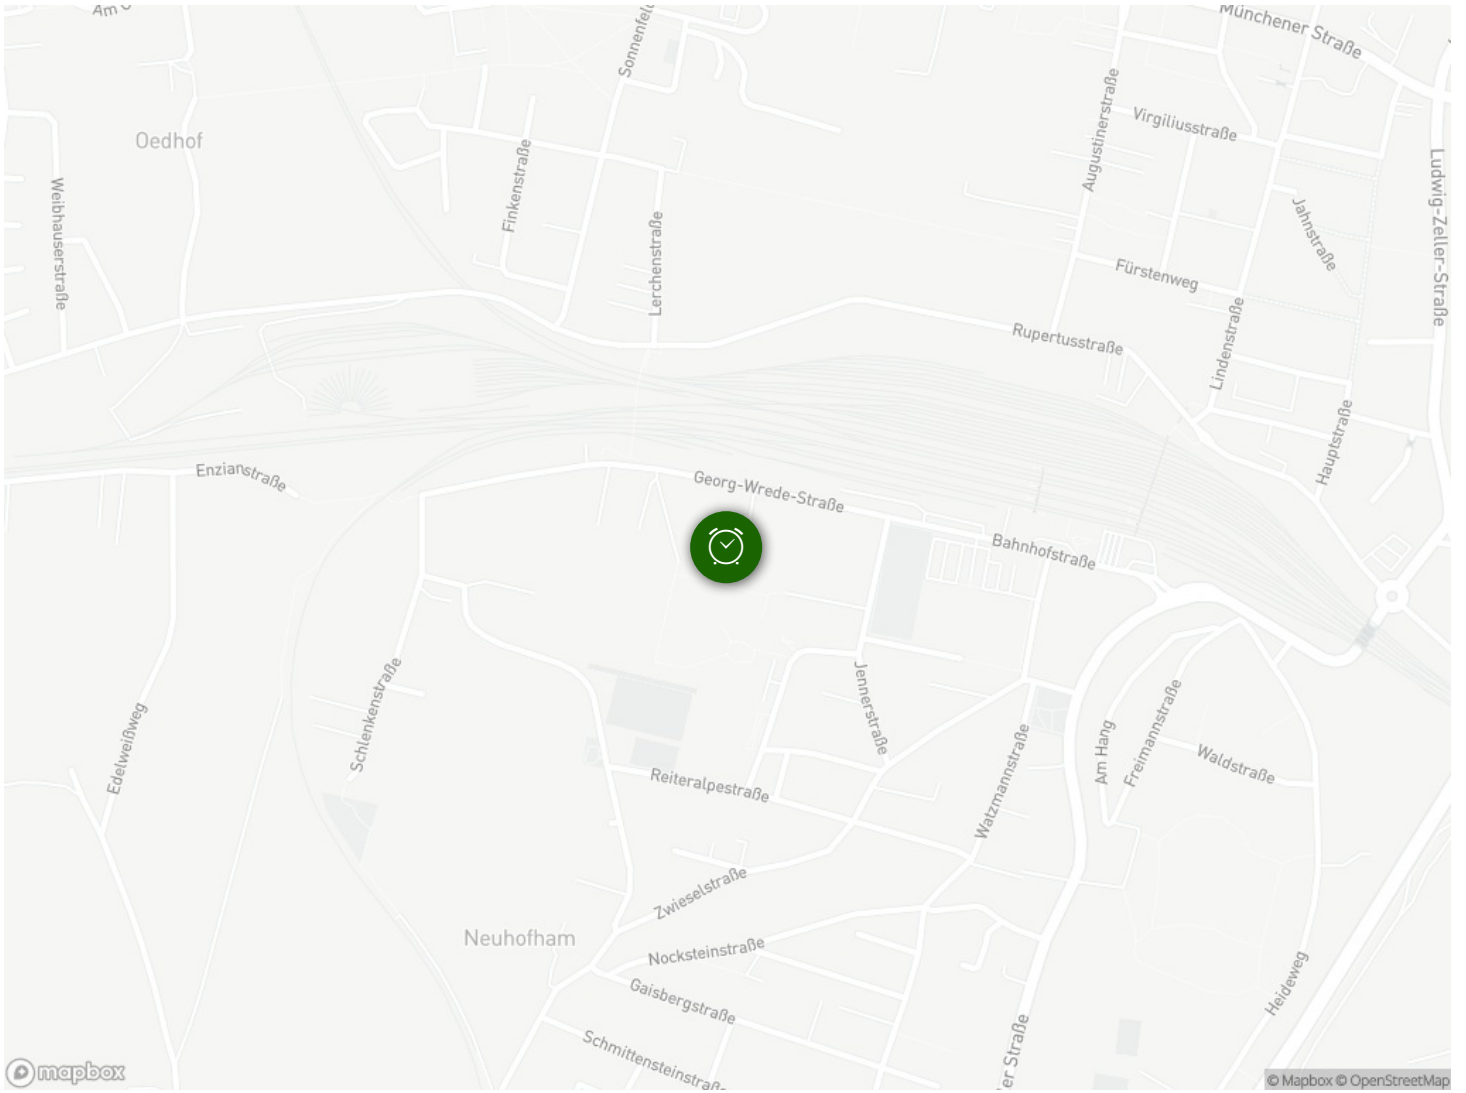 Am
Sonnenfeld
Münchener Straße
Augustinerstraße
Virgiliusstraße
Oedhof
Weibhauserstraße
Finkenstraße
Lerchenstraße
Ludwig-Zeller-Straße
Jahnstraße
Fürstenweg
Rupertusstraße
Lindenstraße
Hauptstraße
Enzianstraße
Georg-Wrede-Straße
Bahnhofstraße
Schlenkenstraße
Edelweißweg
Jennerstraße
Freimannstraße
Am Hang
Waldstraße
Watzmannstraße
Reiteralpestraße
Zwieselstraße
Neuhofham
Nocksteinstraße
Gaisbergstraße
Heideweg
Schmittensteinstraße
er Straße
mapbox
© Mapbox © OpenStreetMap